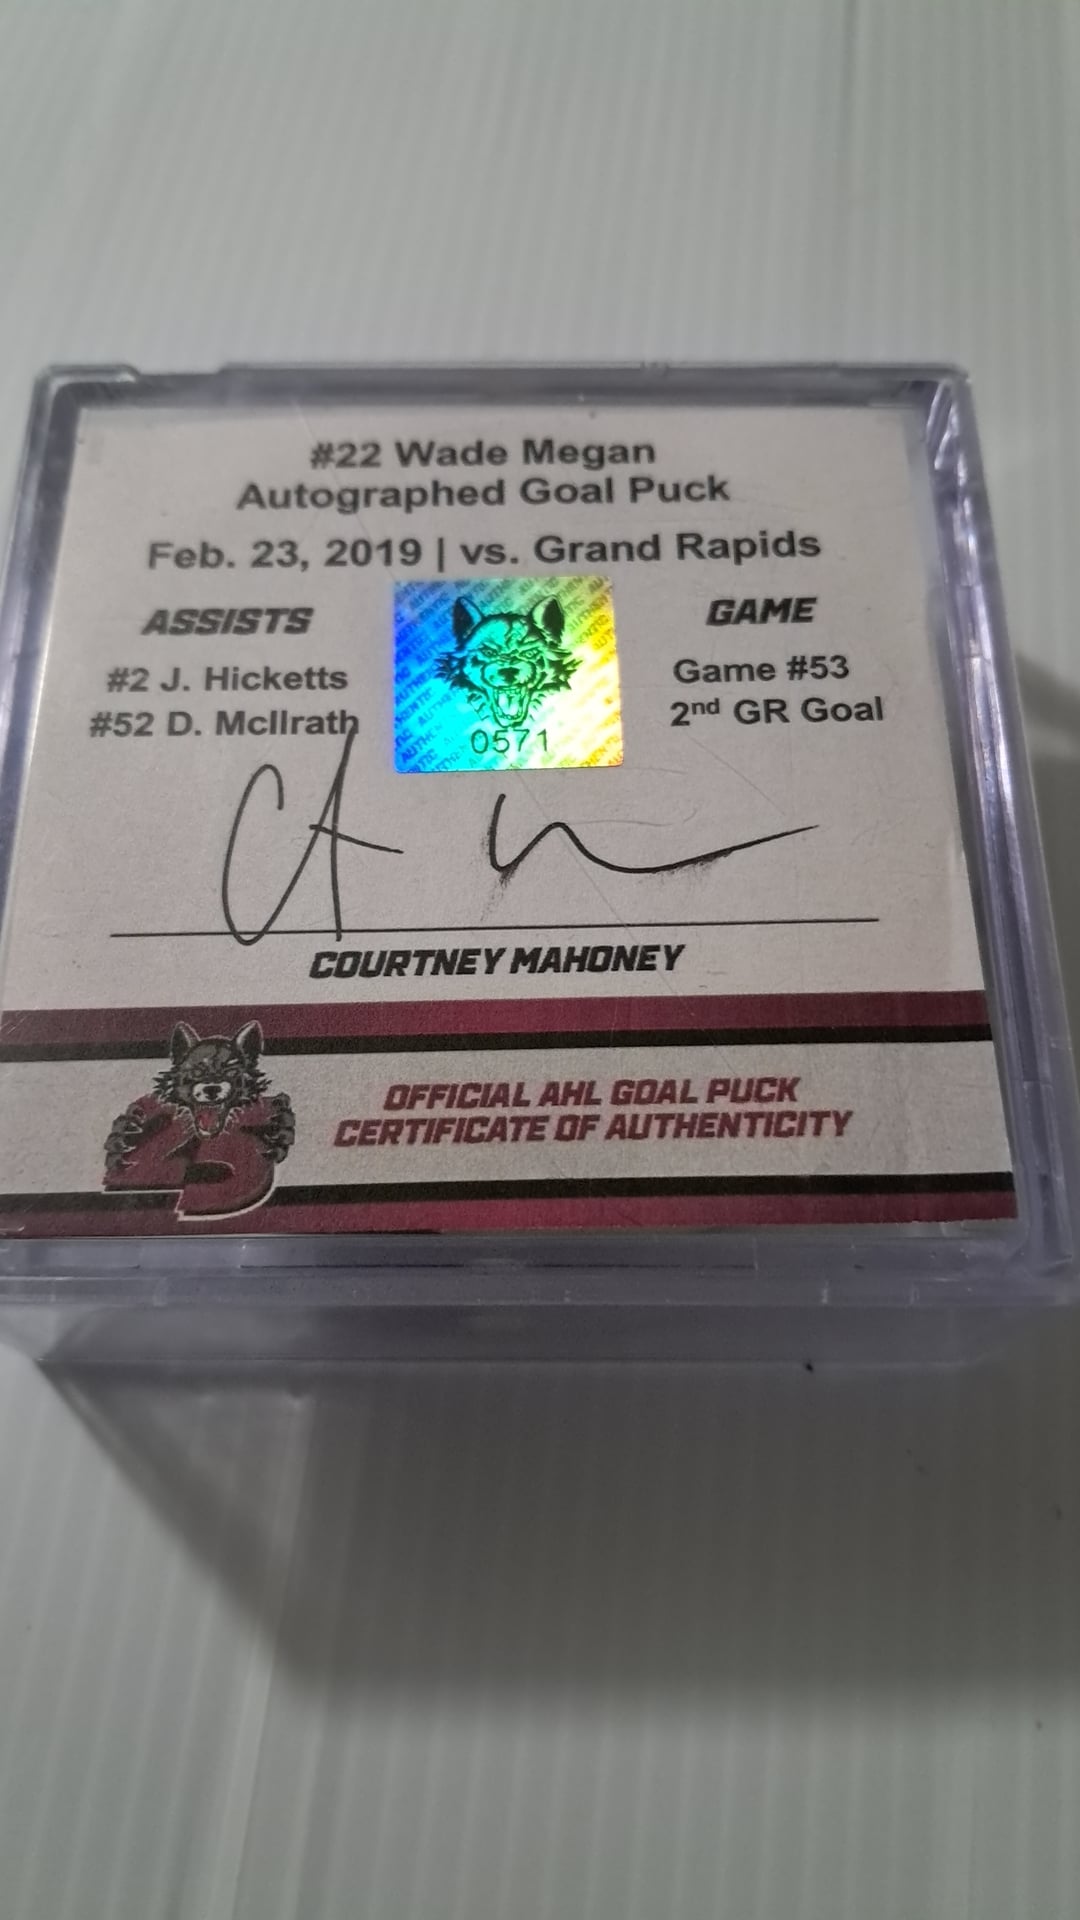 #22 Wade Megan
Autographed Goal Puck
Feb. 23, 2019 | vs. Grand Rapids
ASSISTS
#2 J. Hicketts
#52 D. McIlrath
0571
GAME
Game #53
2nd GR Goal
COURTNEY MAHONEY
OFFICIAL AHL GOAL PUCK
CERTIFICATE OF AUTHENTICITY
25